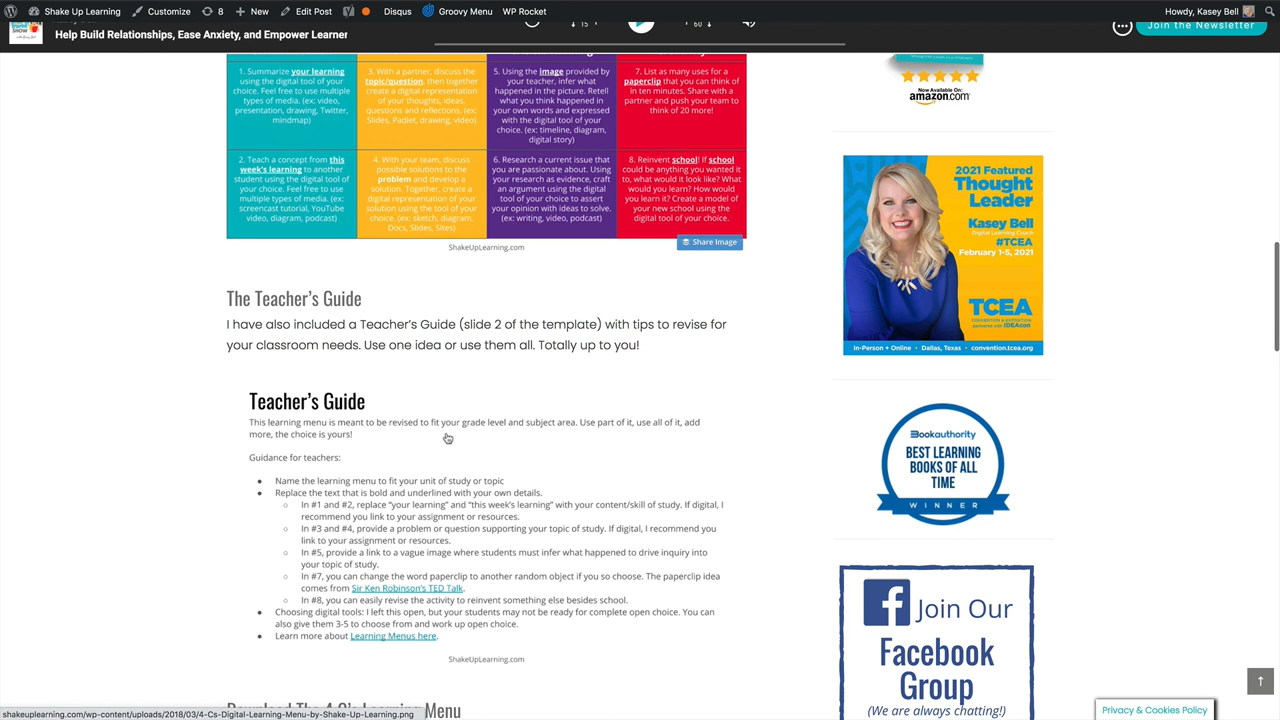 Shake Up Learning
Customize
8
New
Edit Post
Disqus
Groovy Menu
WP Rocket
Howdy, Kasey Bell
Help Build Relationships, Ease Anxiety, and Empower Learner
15
60
Join the Newsletter
1. Summarize your learning
using the digital tool of your
choice. Feel free to use
multiple types of media. (ex:
video, presentation,
drawing, Twitter,
mindmap)
3. With a partner, discuss the
topic/question, then together
create a digital representation
of your thoughts, ideas,
questions and reflections. (ex:
Slides, Padlet, drawing, video)
5. Using the image provided by
your teacher, infer what
happened in the picture. Retell
what you think happened in
your own words and expressed
with the digital tool of your
choice. (ex: timeline, diagram,
digital story)
7. List as many uses for a
paperclip that you can think of
in ten minutes. Share with a
partner and push your team to
think of 20 more!
2. Teach a concept from this
week's learning to another
student using the digital tool of
your choice. Feel free to use
multiple types of media. (ex:
screencast tutorial, YouTube
video, diagram, podcast)
4. With your team, discuss
possible solutions to the
problem and develop a
solution. Together, create a
digital representation of your
solution using the tool of your
choice. (ex: sketch, diagram,
Docs, Slides, Sites)
6. Research a current issue that
you are passionate about. Using
your research as evidence, craft
an argument using the digital
tool of your choice to assert
your opinion with ideas to solve.
(ex: writing, video, podcast)
8. Reinvent school! If school
could be anything you wanted it
to, what would it look like? What
would you learn? How would
you learn it? Create a model of
your new school using the
digital tool of your choice.
Share Image
ShakeUpLearning.com
The Teacher's Guide
I have also included a Teacher's Guide (slide 2 of the template) with tips to revise for
your classroom needs. Use one idea or use them all. Totally up to you!
Teacher's Guide
This learning menu is meant to be revised to fit your grade level and subject area. Use part of it, use all of it, add
more, the choice is yours!
Guidance for teachers:
Name the learning menu to fit your unit of study or topic
Replace the text that is bold and underlined with your own details.
In #1 and #2, replace "your learning" and "this week's learning" with your content/skill of study. If digital, I
recommend you link to your assignment or resources.
In #3 and #4, provide a problem or question supporting your topic of study. If digital, I recommend you
link to your assignment or resources.
In #5, provide a link to a vague image where students must infer what happened to drive inquiry into
your topic of study.
In #7, you can change the word paperclip to another random object if you so choose. The paperclip idea
comes from Sir Ken Robinson's TED Talk.
In #8, you can easily revise the activity to reinvent something else besides school.
Choosing digital tools: I left this open, but your students may not be ready for complete open choice. You can
also give them 3-5 to choose from and work up open choice.
Learn more about Learning Menus here.
ShakeUpLearning.com
Now Available On:
amazon.com
2021 Featured
Thought
Leader
Kasey Bell
Digital Learning Coach
#TCEA
February 1-5, 2021
TCEA
CONVENTION & EXPOSITION
partnered with IDEAcon
In-Person + Online • Dallas, Texas • convention.tcea.org
Bookauthority
BEST LEARNING
BOOKS OF ALL
TIME
WINNER
Join Our
Facebook
Group
(We are always chatting!)
Privacy & Cookies Policy
shakeuplearning.com/wp-content/uploads/2018/03/4-Cs-Digital-Learning-Menu-by-Shake-Up-Learning.png
Menu